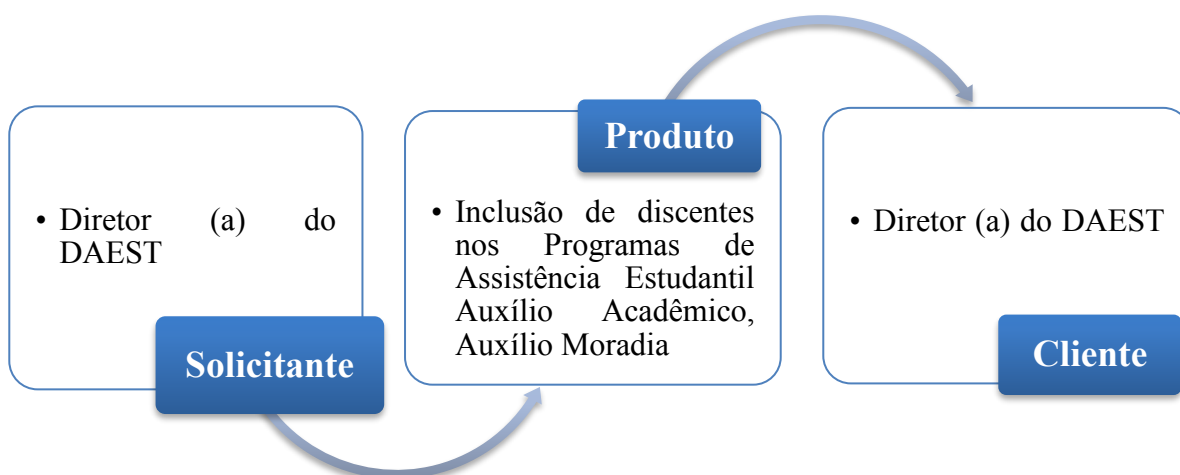 • Diretor (a) do
DAEST
Solicitante
Produto
• Inclusão de discentes
nos Programas de
Assistência Estudantil
Auxílio Acadêmico,
Auxílio Moradia
• Diretor (a) do DAEST
Cliente